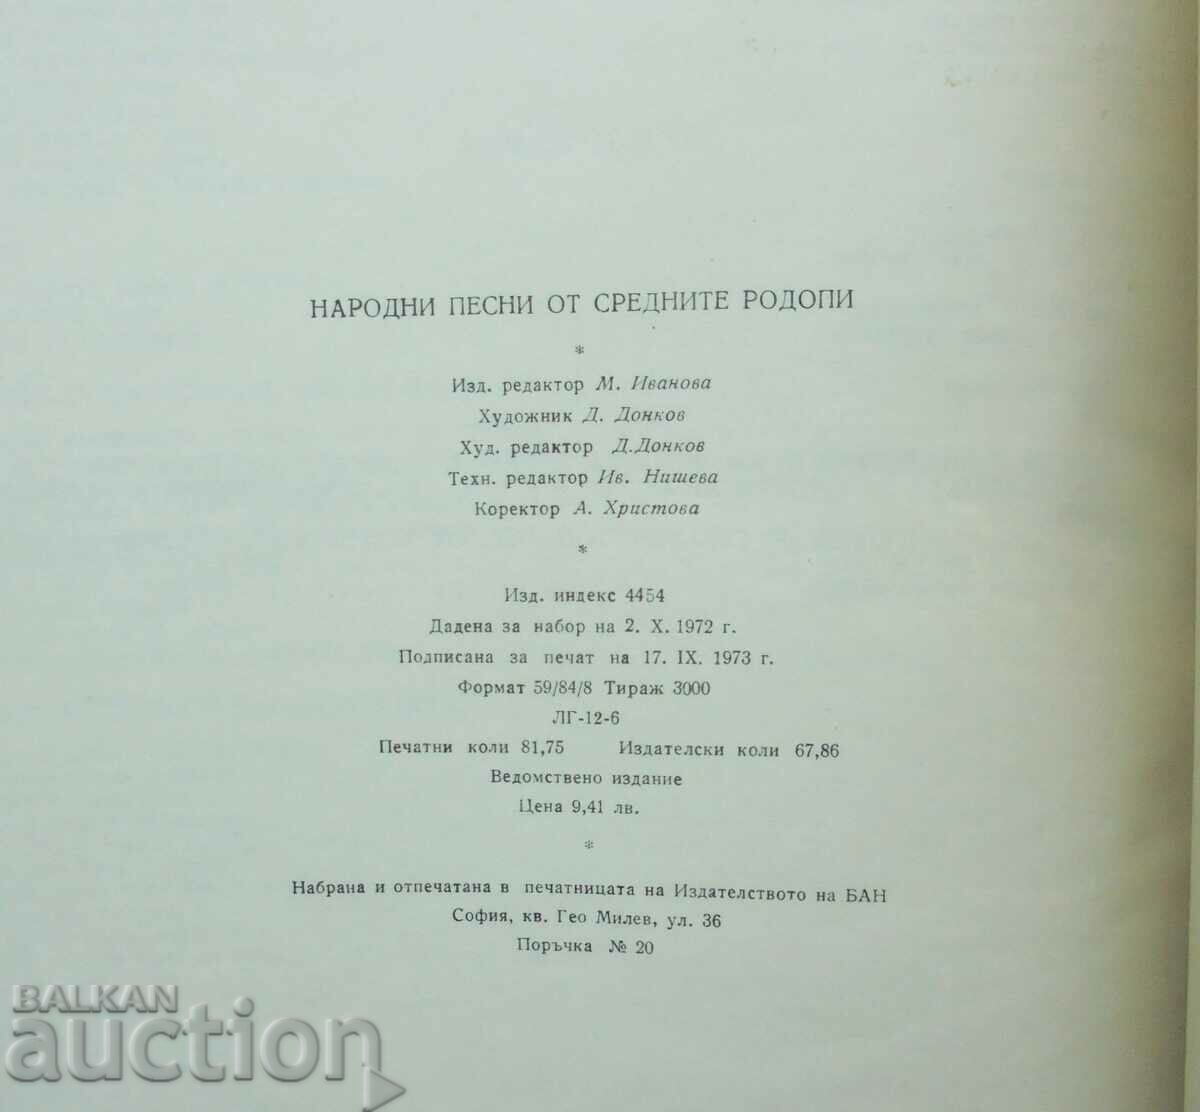 НАРОДНИ ПЕСНИ ОТ СРЕДНИТЕ РОДОПИ
*
Изд. редактор М. Иванова
Художник Д. Донков
Худ. редактор Д.Донков
Техн. редактор Ив. Нишева
Коректор А. Христова
*
Изд. индекс 4454
Дадена за набор на 2. X. 1972 г.
Подписана за печат на 17. IX. 1973 г.
Формат 59/84/8 Тираж 3000
ЛГ-12-6
Печатни коли 81,75 Издателски коли 67,86
Ведомствено издание
Цена 9,41 лв.
*
Набрана и отпечатана в печатницата на Издателството на БАН
София, кв. Гео Милев, ул. 36
Поръчка № 20
BALKAN
auction